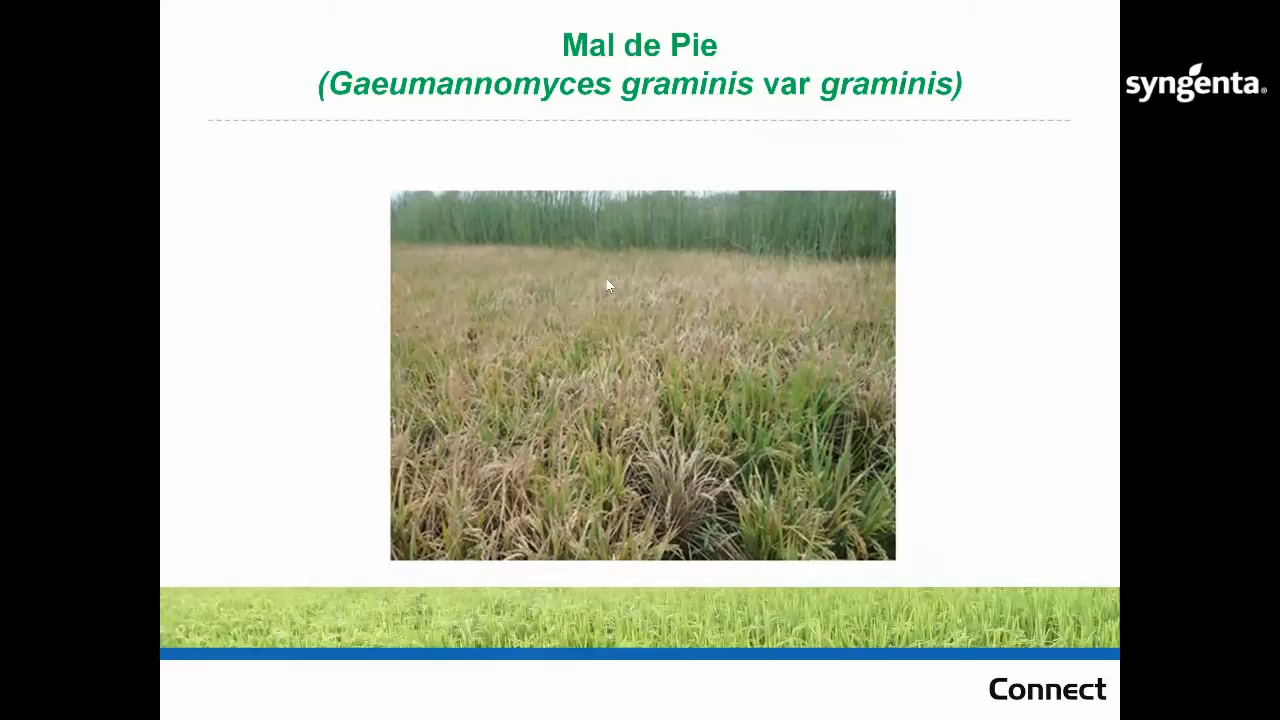 Mal de Pie
(Gaeumannomyces graminis var graminis)
syngenta.
Connect